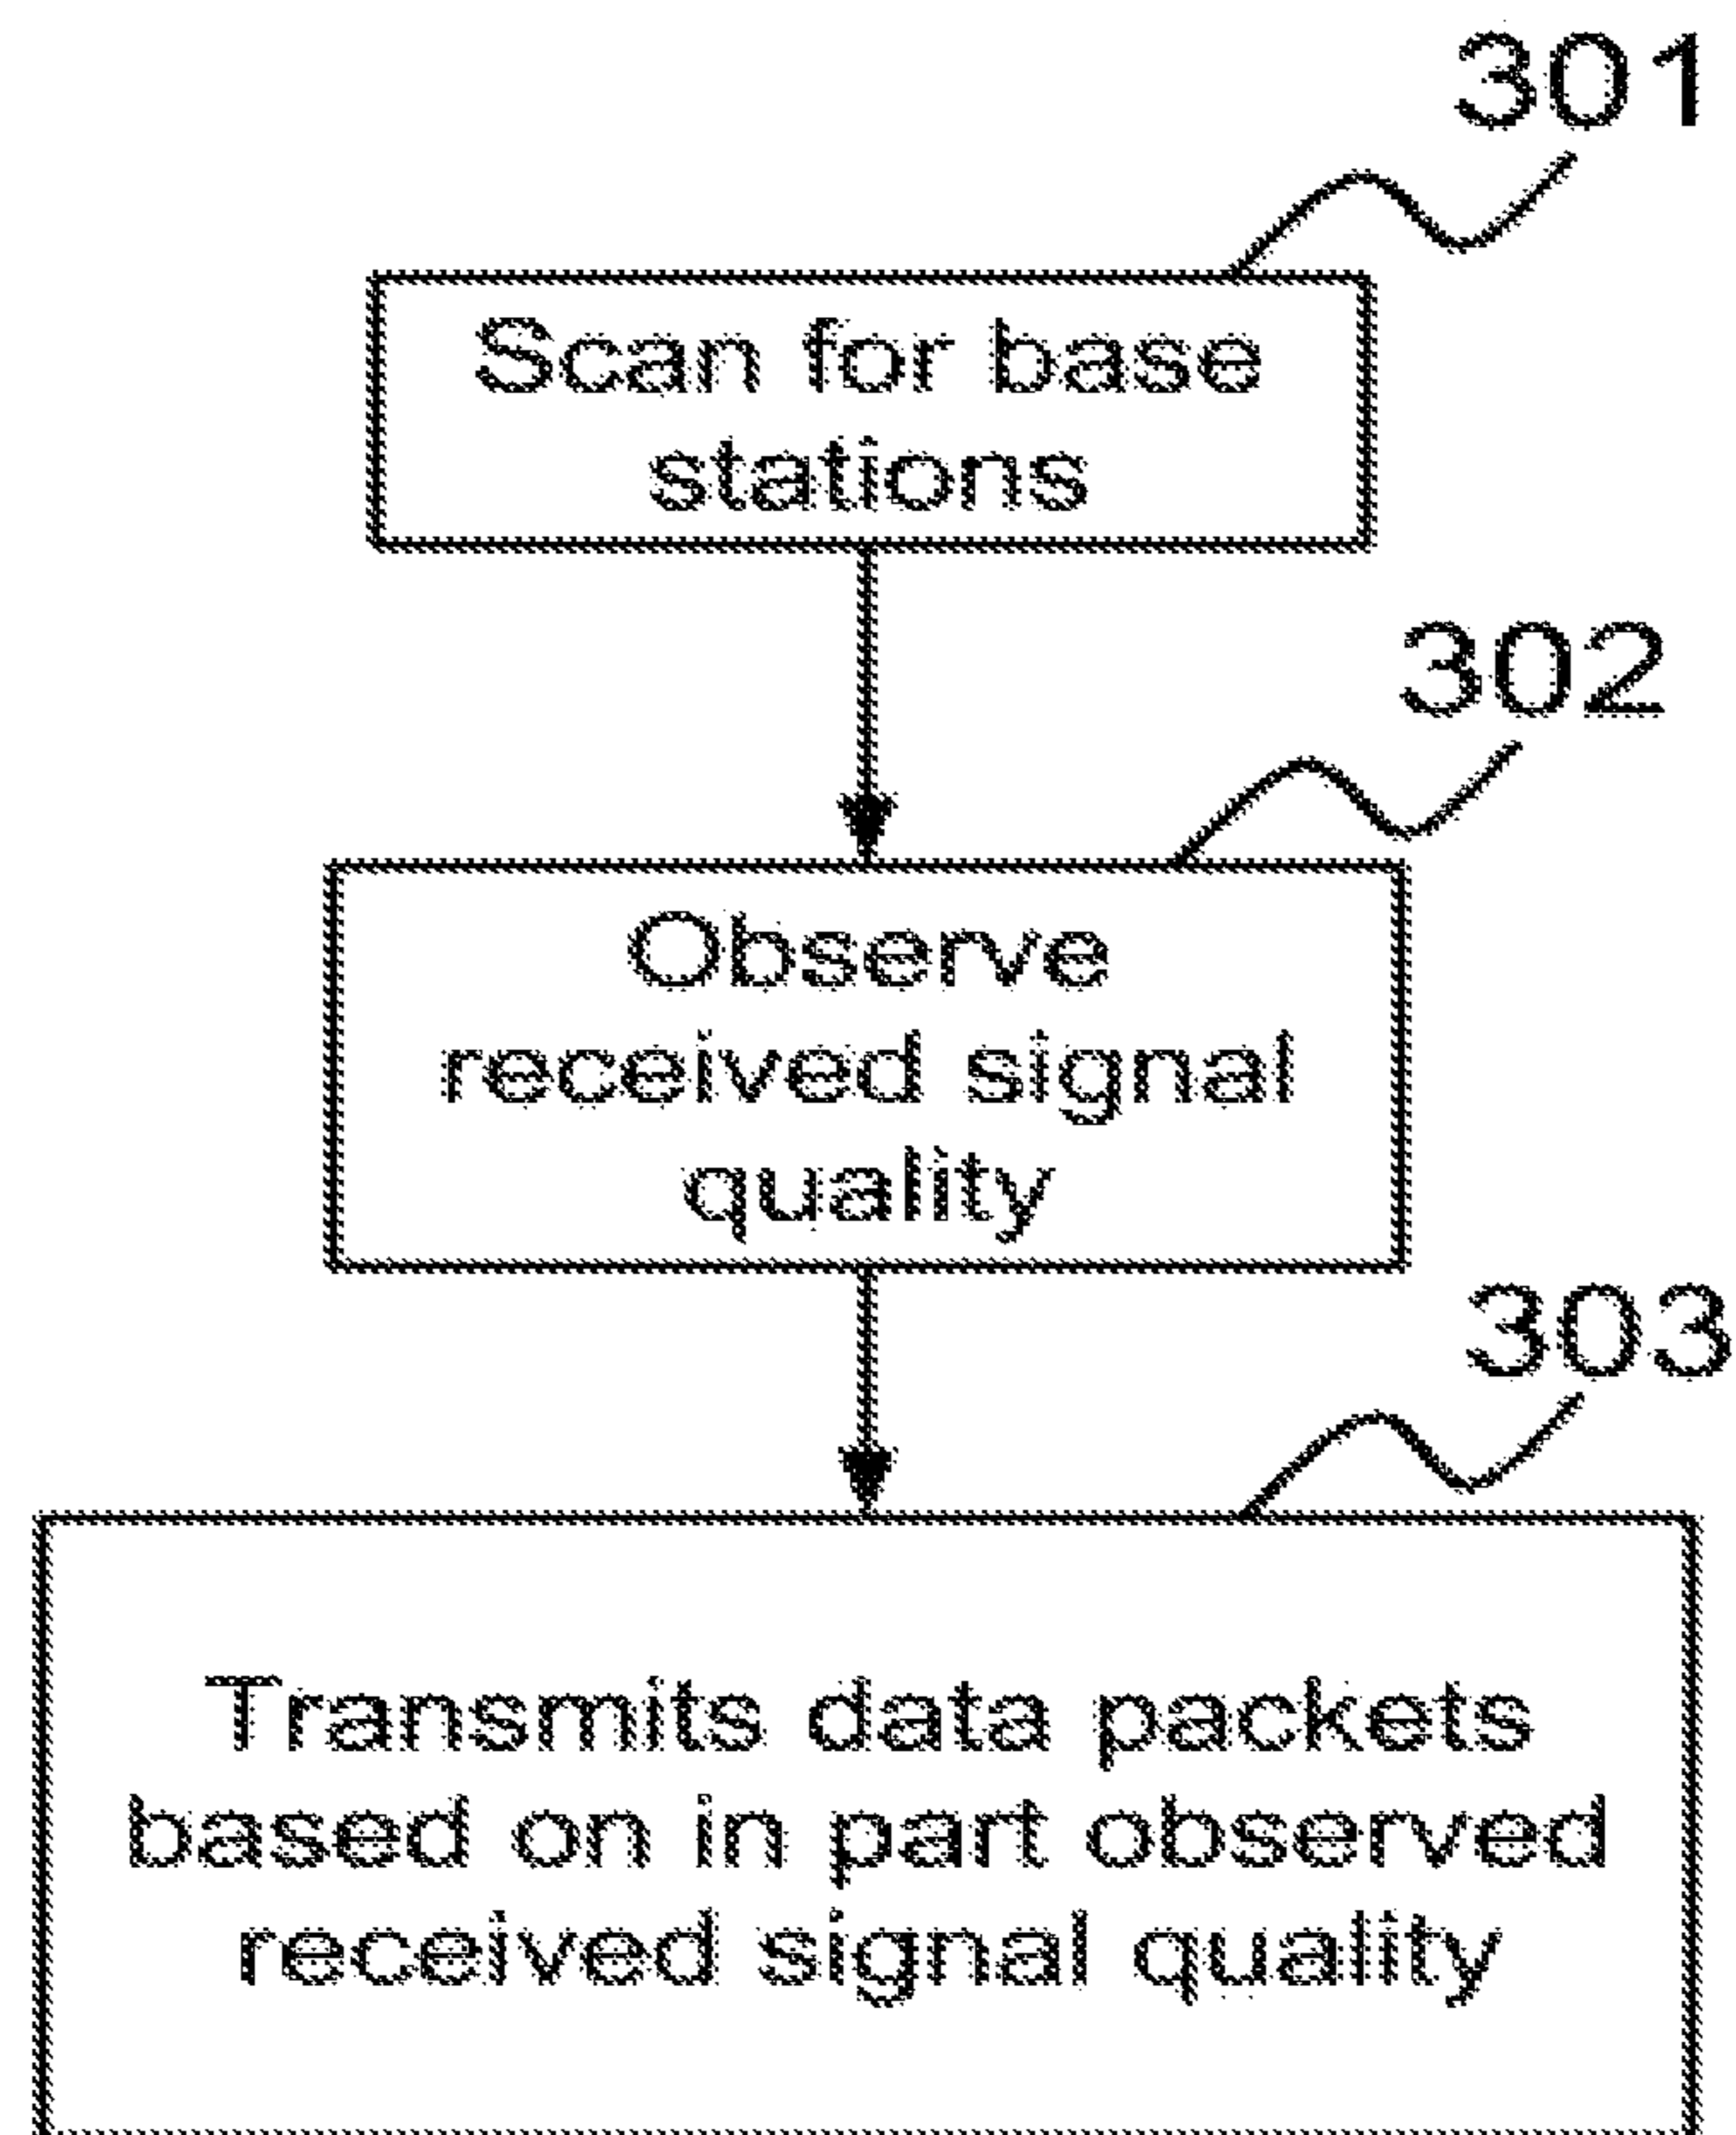 301
Scan for base
stations
302
Observe
received signal
quality
303
Transmits data packets
based on in part observed
received signal quality